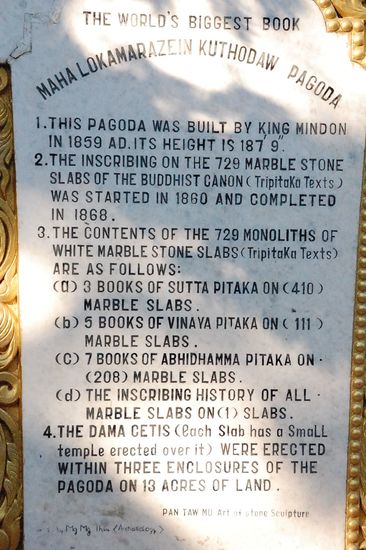 THE WORLD'S BIGGEST BOOK
MAHA LOKAMARAZEIN KUTHODAW PAGODA
1. THIS PAGODA WAS BUILT BY KING MINDON
IN 1859 AD. ITS HEIGHT IS 187' 9".
2. THE INSCRIBING ON THE 729 MARBLE STONE
SLABS OF THE BUDDHIST CANON (TripitaKa Texts)
WAS STARTED IN 1860 AND COMPLETED
IN 1868.
3. THE CONTENTS OF THE 729 MONOLITHS OF
WHITE MARBLE STONE SLABS (TripitaKa Texts)
ARE AS FOLLOWS:
(a) 3 BOOKS OF SUTTA PITAKA ON (410)
MARBLE SLABS.
(b) 5 BOOKS OF VINAYA PITAKA ON ( 111 )
MARBLE SLABS.
(C) 7 BOOKS OF ABHIDHAMMA PITAKA ON
(208) MARBLE SLABS.
(d) THE INSCRIBING HISTORY OF ALL
MARBLE SLABS ON (1) SLABS.
4. THE DAMA CETIS (Each Slab has a Small
temple erected over it) WERE ERECTED
WITHIN THREE ENCLOSURES OF THE
PAGODA ON 13 ACRES OF LAND.
PAN TAW MU Art of stone Sculpture
by Mg Mg Thin (Archaeology)